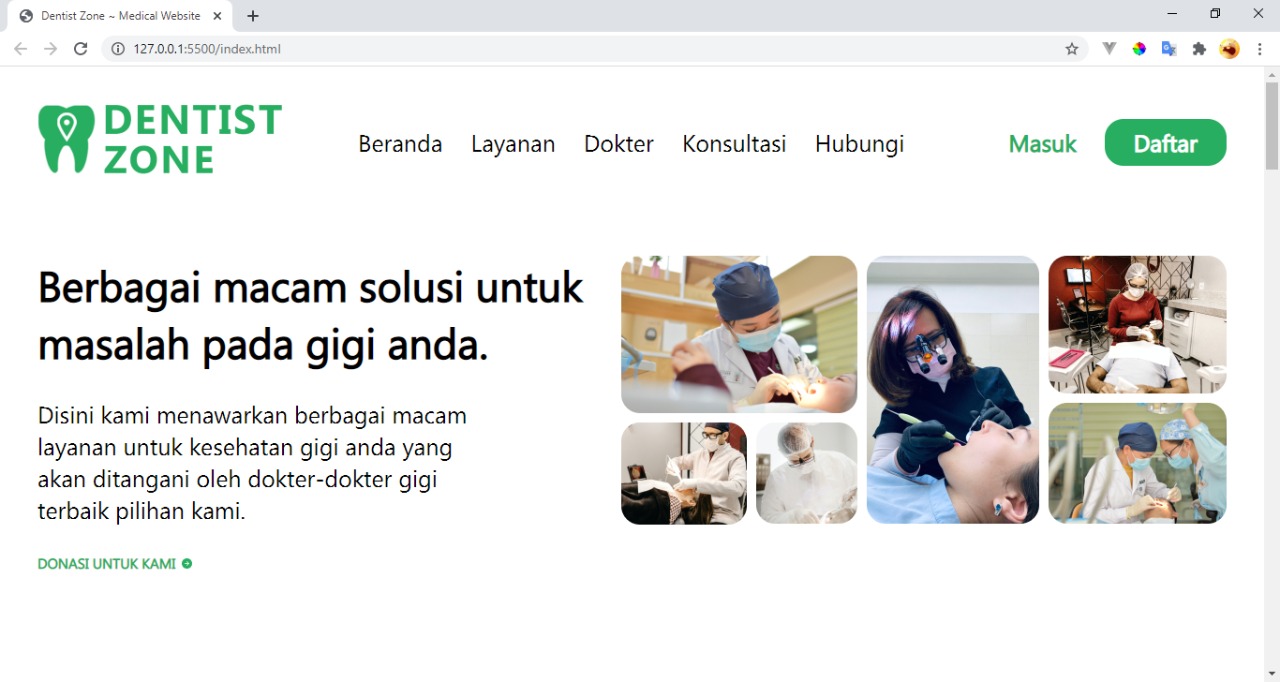 Dentist Zone ~ Medical Website
127.0.0.1:5500/index.html
DENTIST
ZONE
Beranda
Layanan
Dokter
Konsultasi
Hubungi
Masuk
Daftar
Berbagai macam solusi untuk
masalah pada gigi anda.
Disini kami menawarkan berbagai macam
layanan untuk kesehatan gigi anda yang
akan ditangani oleh dokter-dokter gigi
terbaik pilihan kami.
DONASI UNTUK KAMI